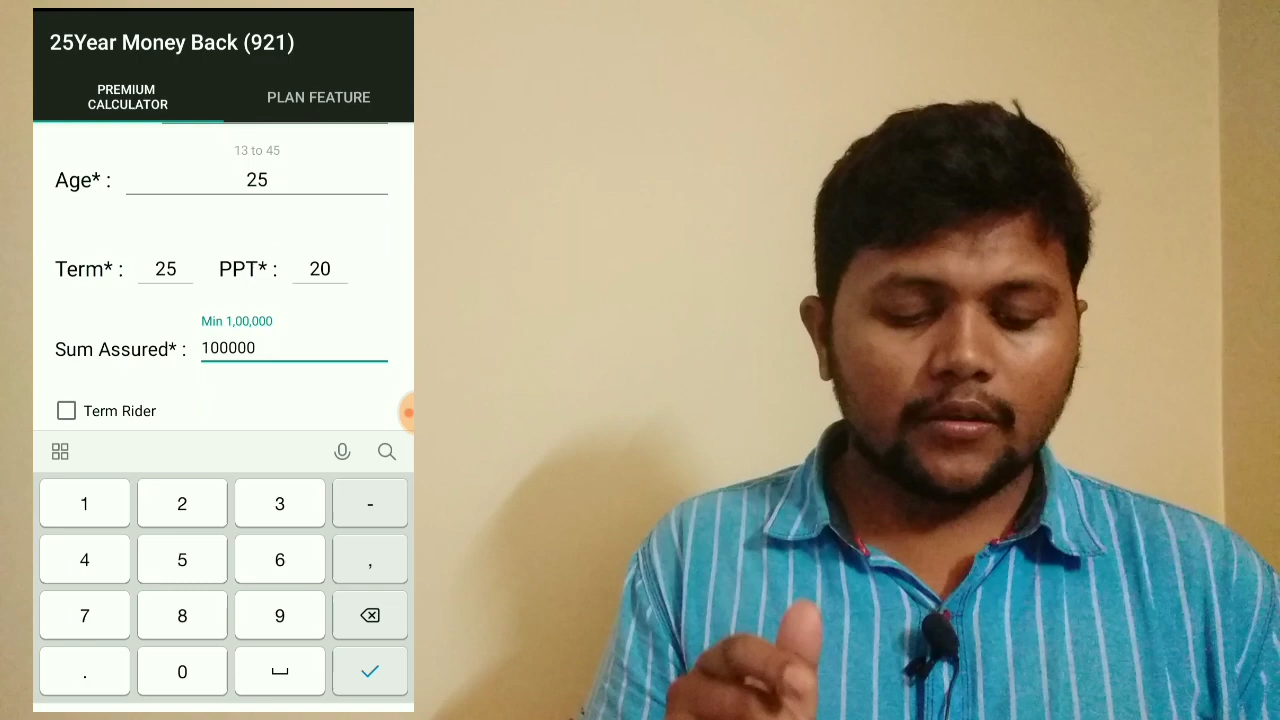 25Year Money Back (921)
PREMIUM
CALCULATOR
PLAN FEATURE
13 to 45
Age* : 25
Term* : 25 PPT* : 20
Min 1,00,000
Sum Assured* : 100000
Term Rider
1 2 3 -
4 5 6 ,
7 8 9
. 0